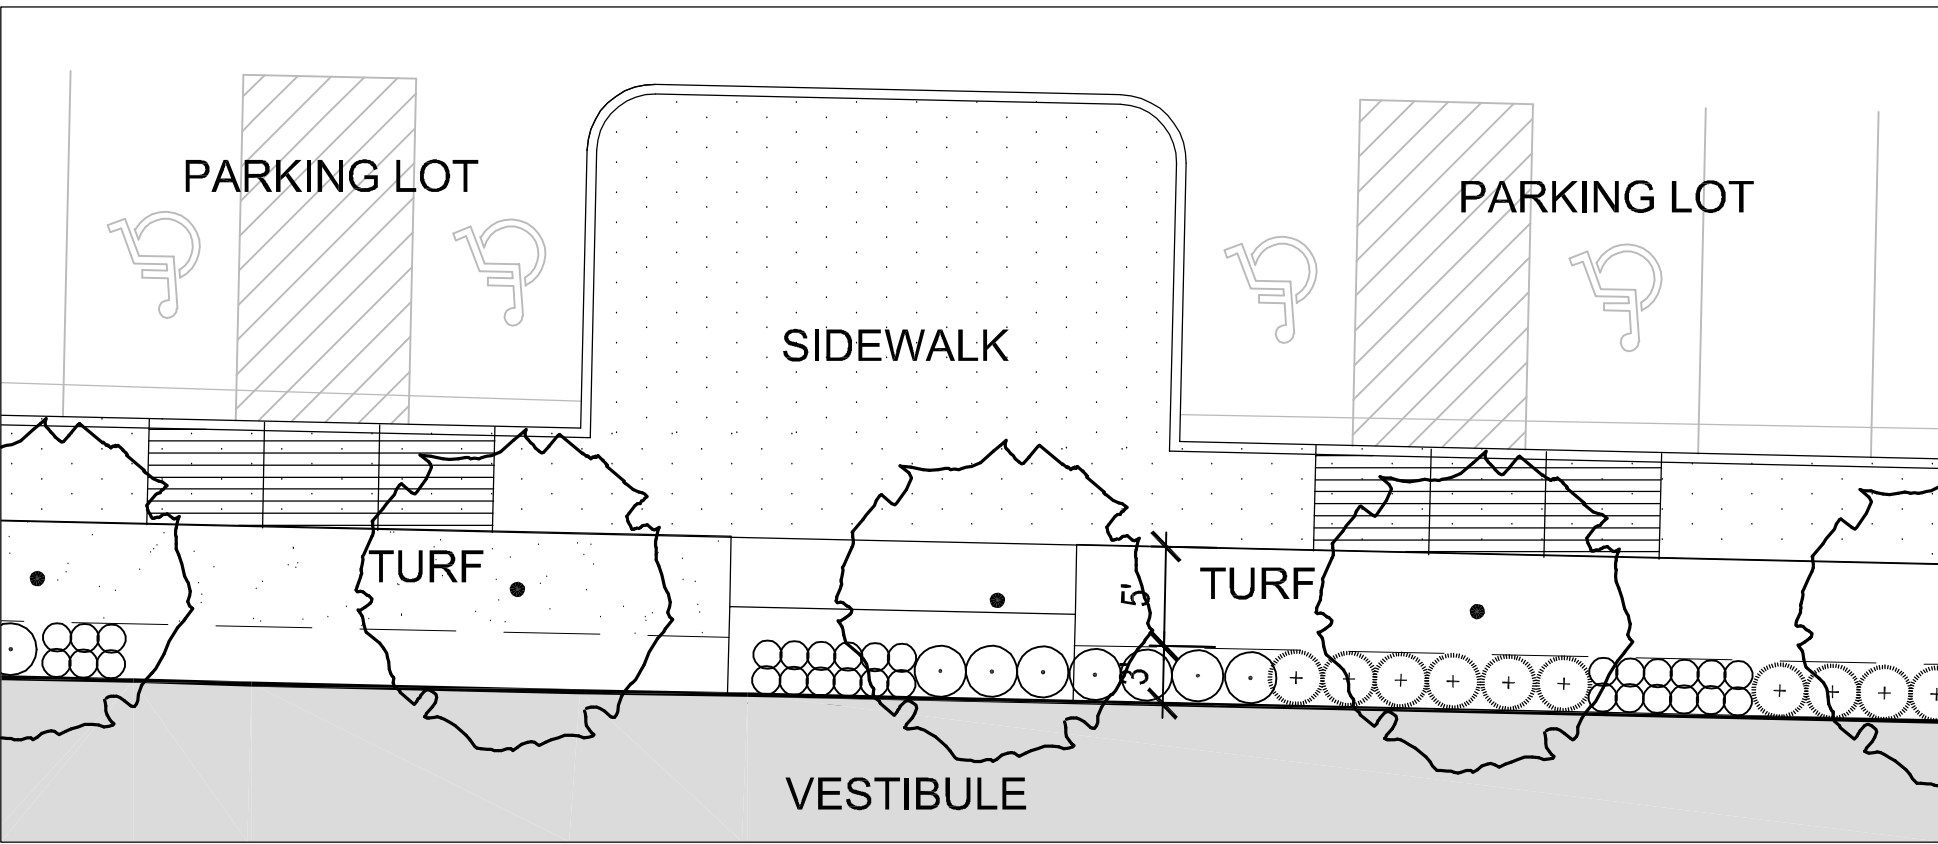 PARKING LOT
PARKING LOT
SIDEWALK
TURF
TURF
5'
3'
VESTIBULE